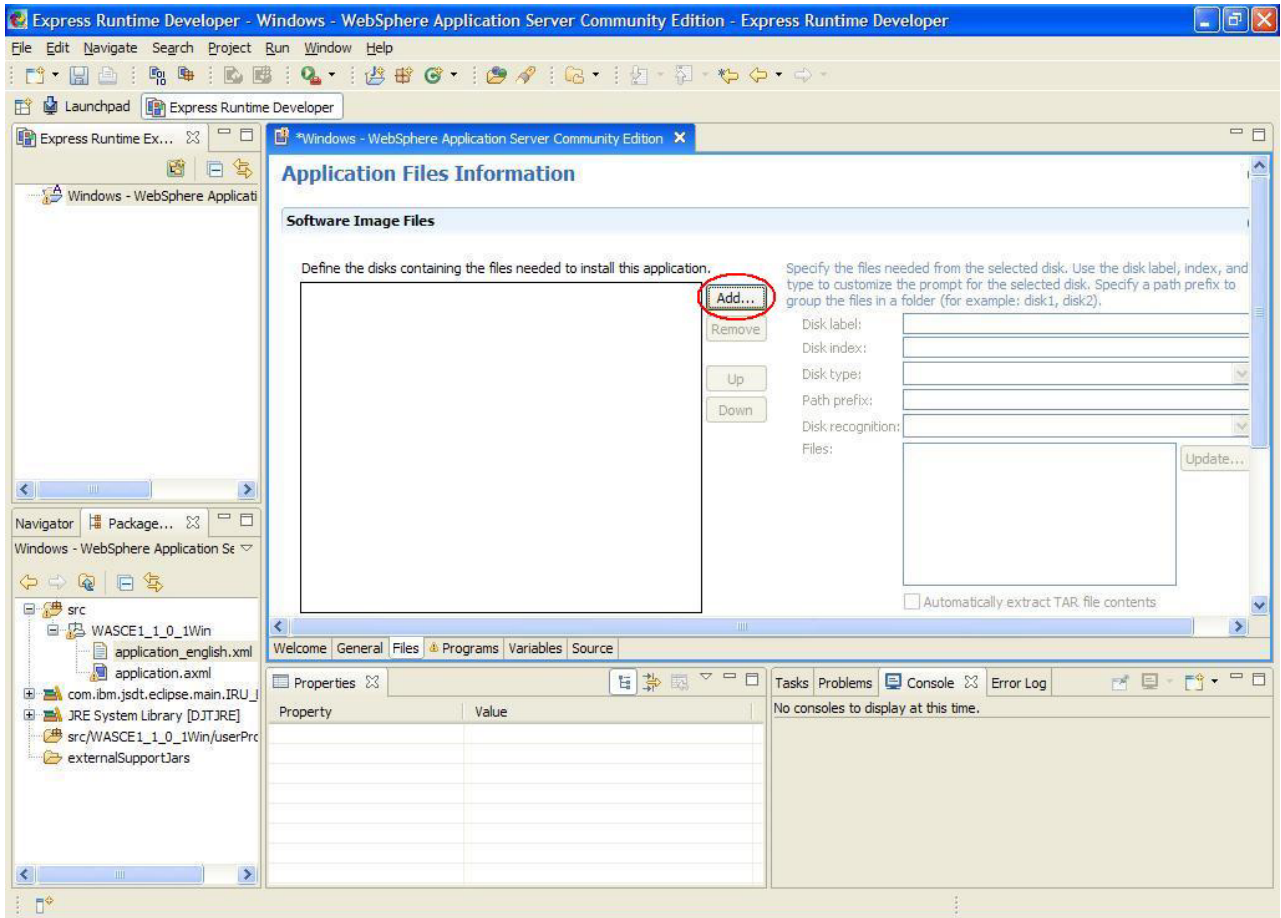 Express Runtime Developer - Windows - WebSphere Application Server Community Edition - Express Runtime Developer
File Edit Navigate Search Project Run Window Help
Launchpad Express Runtime Developer
Express Runtime Ex...
Windows - WebSphere Applicati
*Windows - WebSphere Application Server Community Edition
Application Files Information
Software Image Files
Define the disks containing the files needed to install this application.
Add...
Remove
Up
Down
Specify the files needed from the selected disk. Use the disk label, index, and
type to customize the prompt for the selected disk. Specify a path prefix to
group the files in a folder (for example: disk1, disk2).
Disk label:
Disk index:
Disk type:
Path prefix:
Disk recognition:
Files:
Update...
Automatically extract TAR file contents
Welcome General Files Programs Variables Source
Navigator Package...
Windows - WebSphere Application Se
src
WASCE1_1_0_1Win
application_english.xml
application.axml
com.ibm.jsdt.eclipse.main.IRU_
JRE System Library [DJTJRE]
src/WASCE1_1_0_1Win/userPro
externalSupportJars
Properties
Property Value
Tasks Problems Console Error Log
No consoles to display at this time.